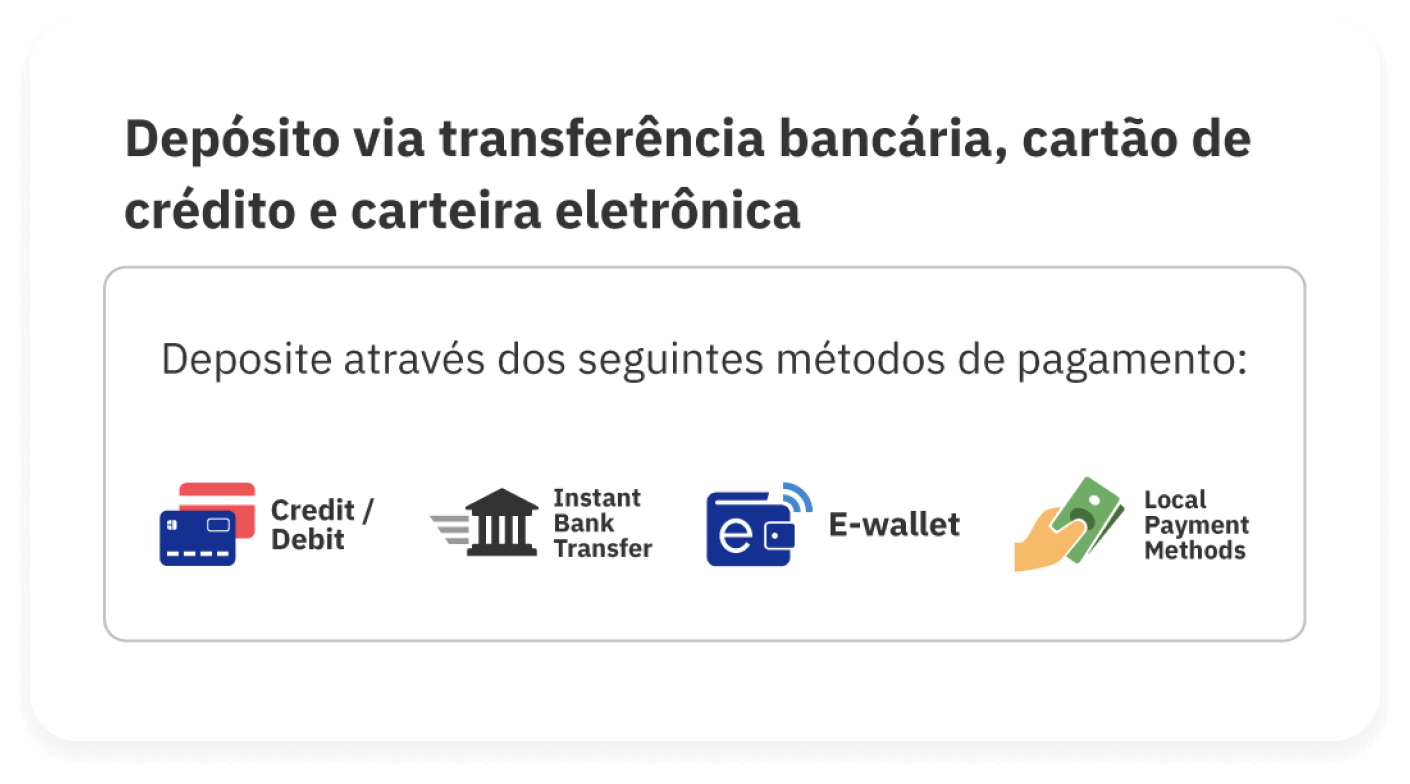 Depósito via transferência bancária, cartão de
crédito e carteira eletrônica
Deposite através dos seguintes métodos de pagamento:
Credit /
Debit
Instant
Bank
Transfer
e
E-wallet
Local
Payment
Methods